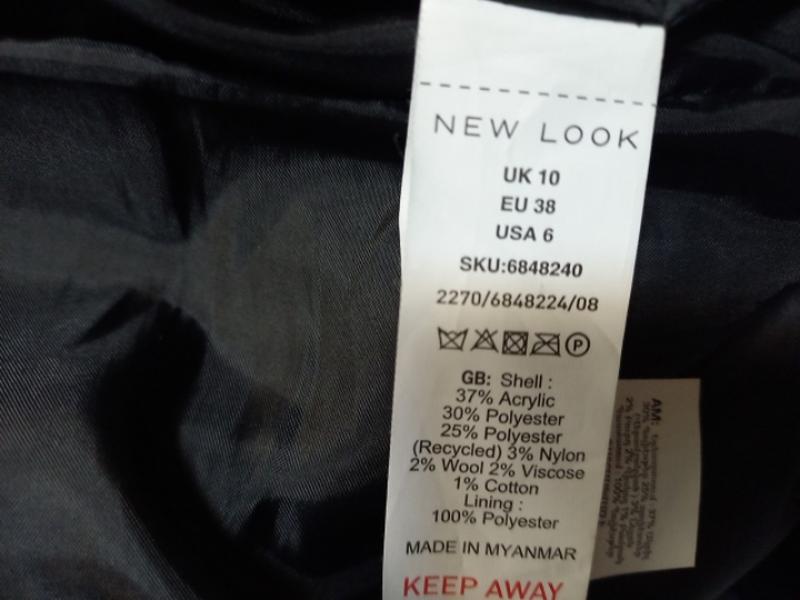 NEW LOOK
UK 10
EU 38
USA 6
SKU:6848240
2270/6848224/08
P
GB: Shell :
37% Acrylic
30% Polyester
25% Polyester
(Recycled) 3% Nylon
2% Wool 2% Viscose
1% Cotton
Lining :
100% Polyester
MADE IN MYANMAR
KEEP AWAY
AM: